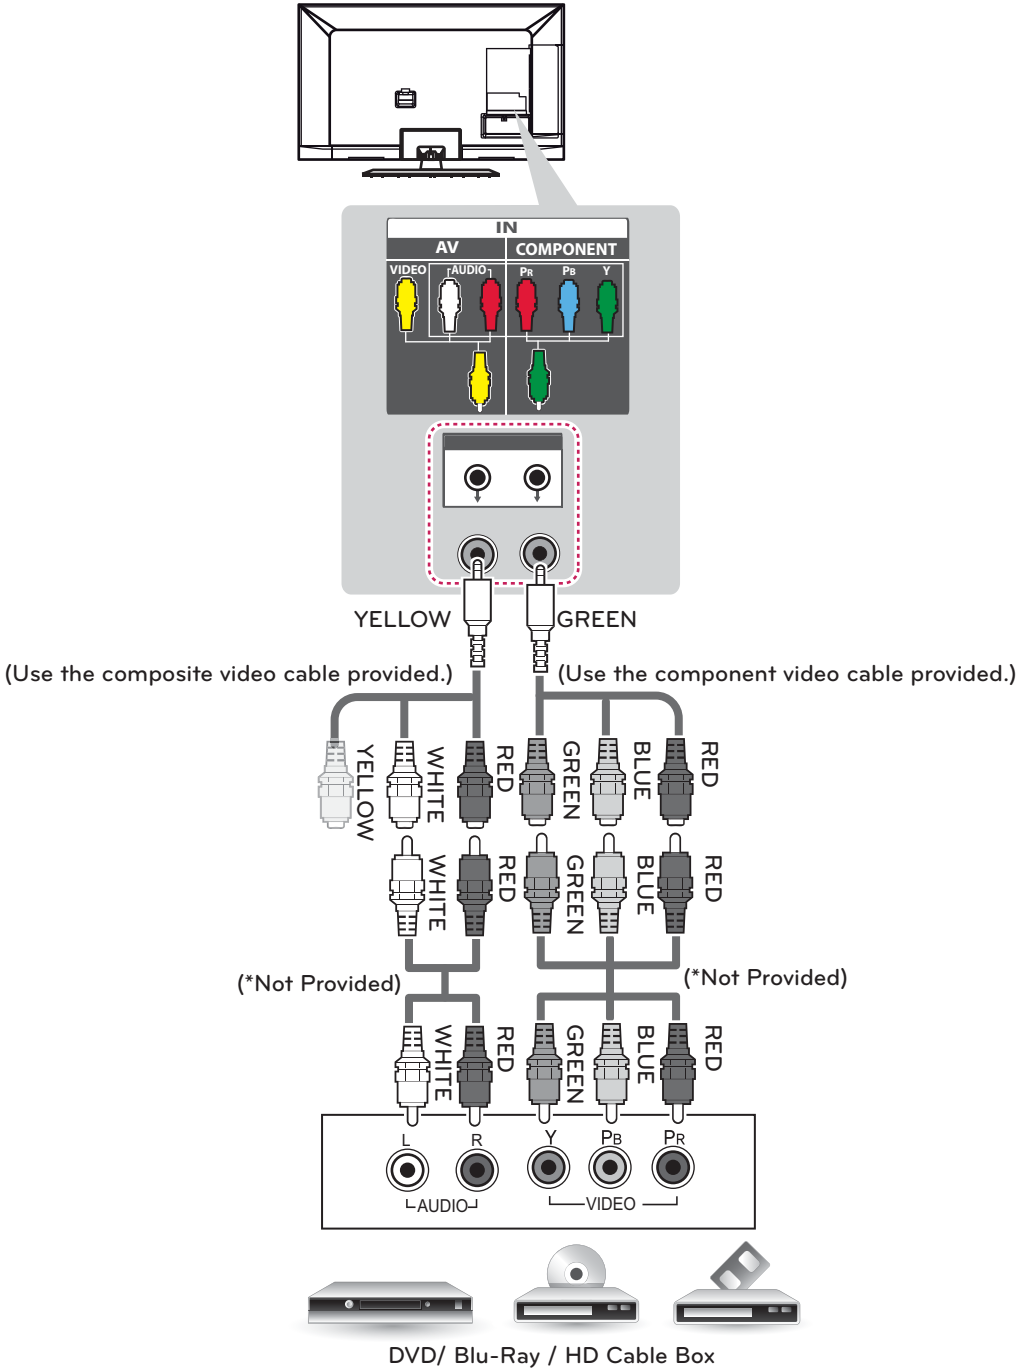 IN
AV COMPONENT
VIDEO AUDIO PR PB Y
YELLOW GREEN
(Use the composite video cable provided.) (Use the component video cable provided.)
YELLOW WHITE RED GREEN BLUE RED
WHITE RED GREEN BLUE RED
(*Not Provided) (*Not Provided)
WHITE RED GREEN BLUE RED
L R Y PB PR
AUDIO VIDEO
DVD/ Blu-Ray / HD Cable Box